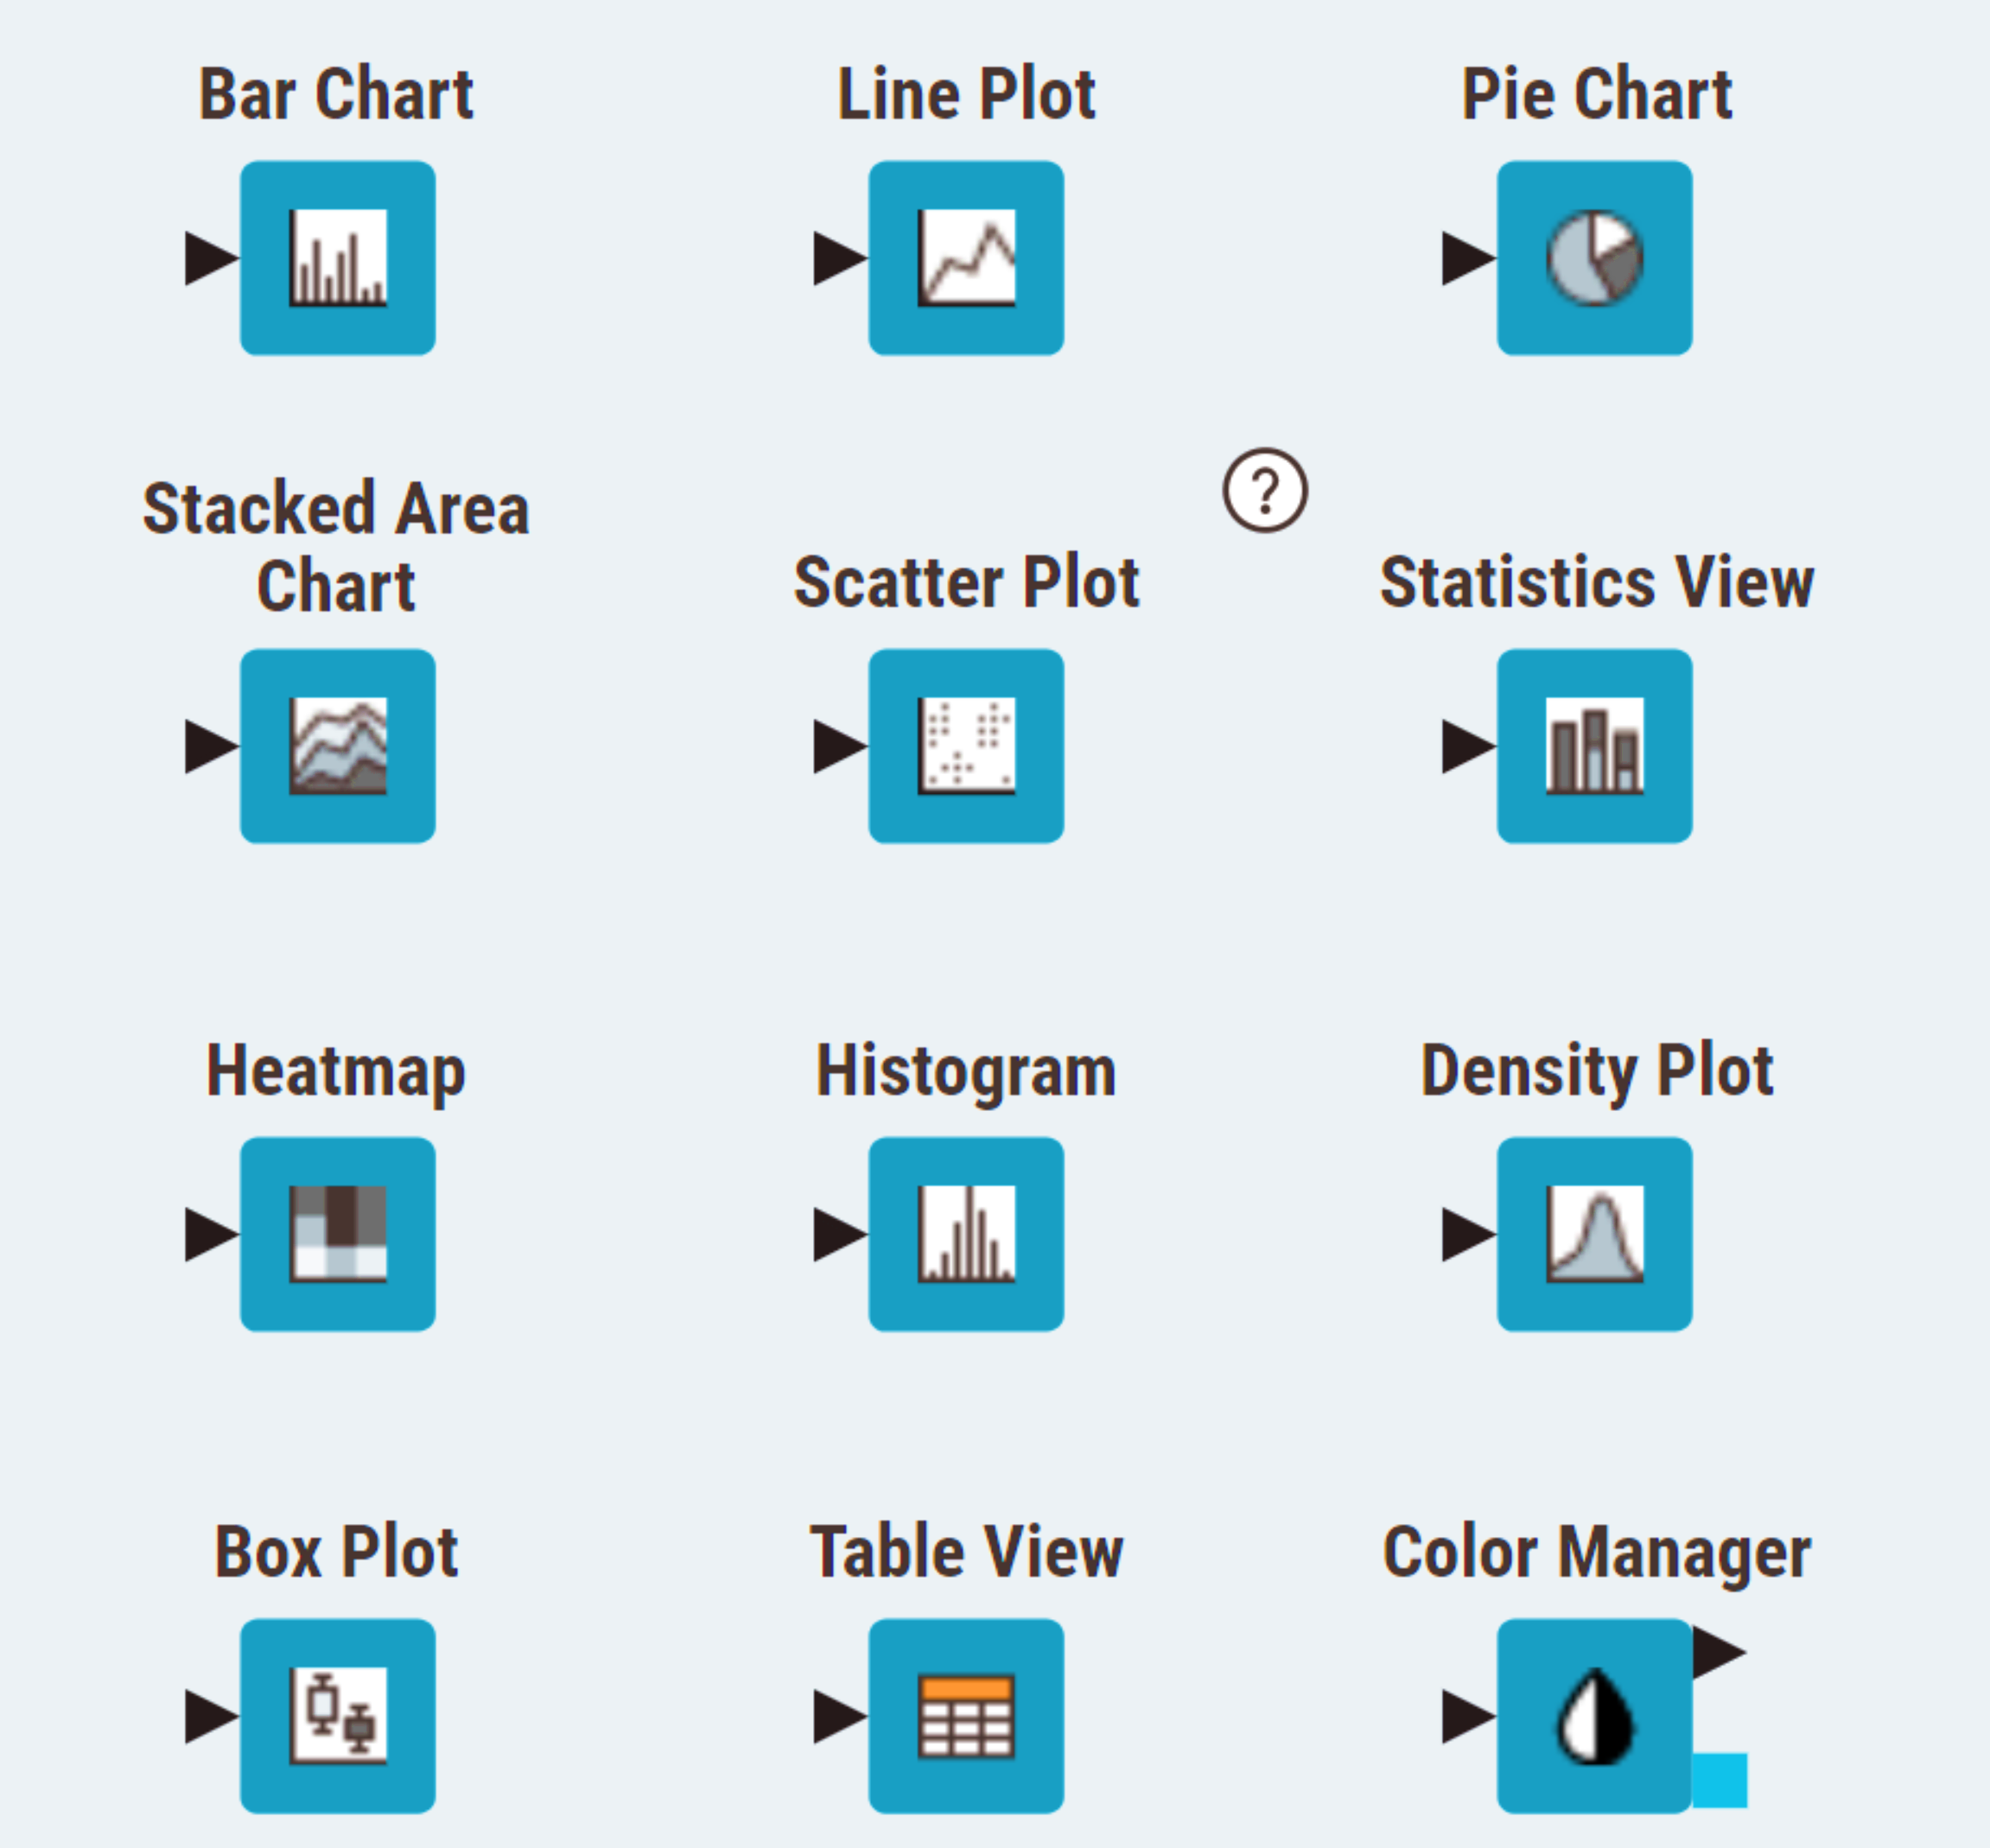 Bar Chart
Line Plot
Pie Chart
Stacked Area
Chart
?
Scatter Plot
Statistics View
Heatmap
Histogram
Density Plot
Box Plot
Table View
Color Manager